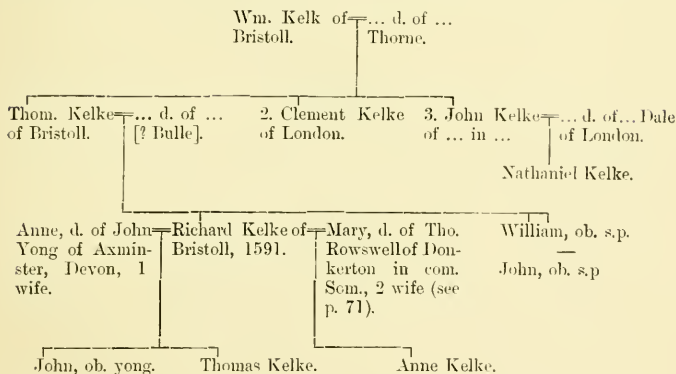 Wm. Kelk of ... d. of ...
Bristoll. Thorne.
Thom. Kelke ... d. of ... 2. Clement Kelke 3. John Kelke ... d. of ... Dale
of Bristoll. [? Bulle]. of London. of ... in ... of London.
Nathaniel Kelke.
Anne, d. of John Richard Kelke of Mary, d. of Tho. William, ob. s.p.
Yong of Axmin- Bristoll, 1591. Rowswell of Don-
ster, Devon, 1 kerton in com. John, ob. s.p
wife. Som., 2 wife (see
p. 71).
John, ob. yong. Thomas Kelke. Anne Kelke.